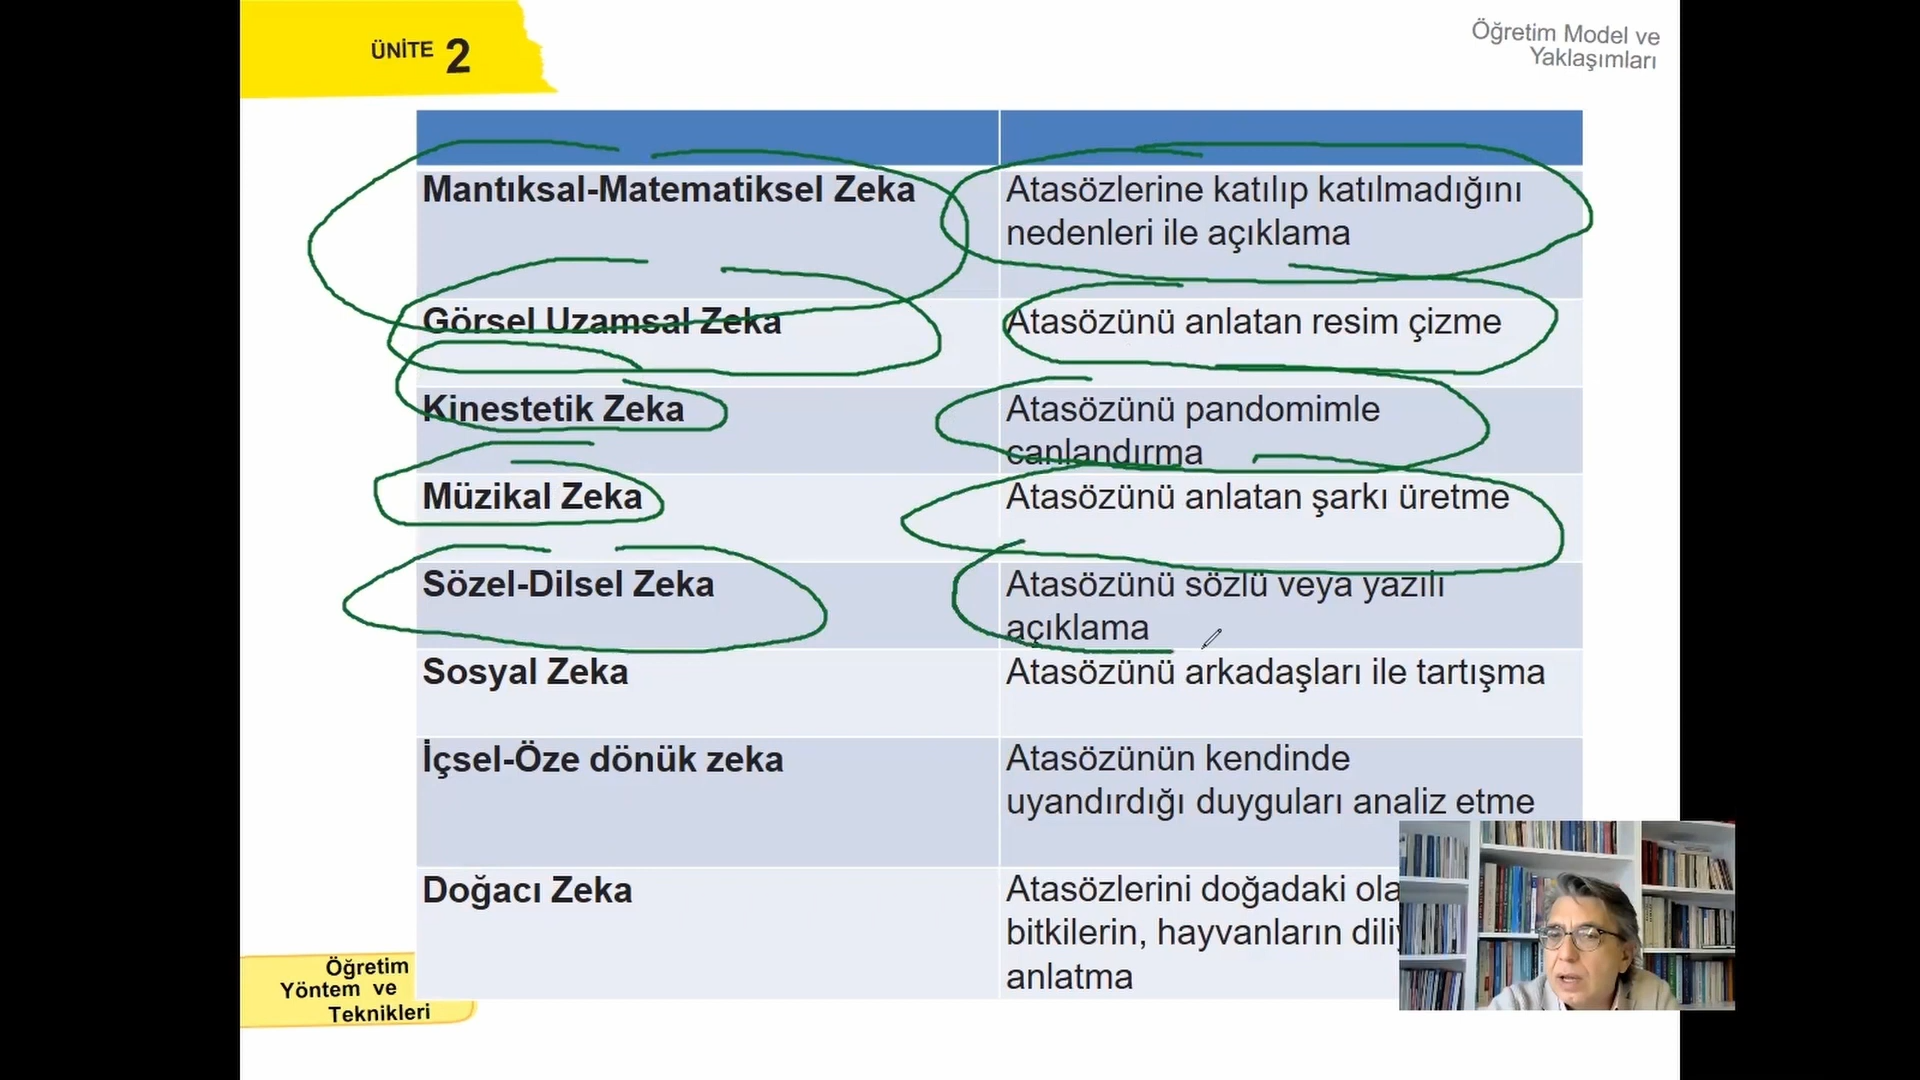 ÜNİTE 2
Öğretim Model ve
Yaklaşımları
Mantıksal-Matematiksel Zeka
Atasözlerine katılıp katılmadığını
nedenleri ile açıklama
Görsel Uzamsal Zeka
Atasözünü anlatan resim çizme
Kinestetik Zeka
Atasözünü pandomimle
canlandırma
Müzikal Zeka
Atasözünü anlatan şarkı üretme
Sözel-Dilsel Zeka
Atasözünü sözlü veya yazılı
açıklama
Sosyal Zeka
Atasözünü arkadaşları ile tartışma
İçsel-Öze dönük zeka
Atasözünün kendinde
uyandırdığı duyguları analiz etme
Doğacı Zeka
Atasözlerini doğadaki
bitkilerin, hayvanların
anlatma
Öğretim
Yöntem ve
Teknikleri